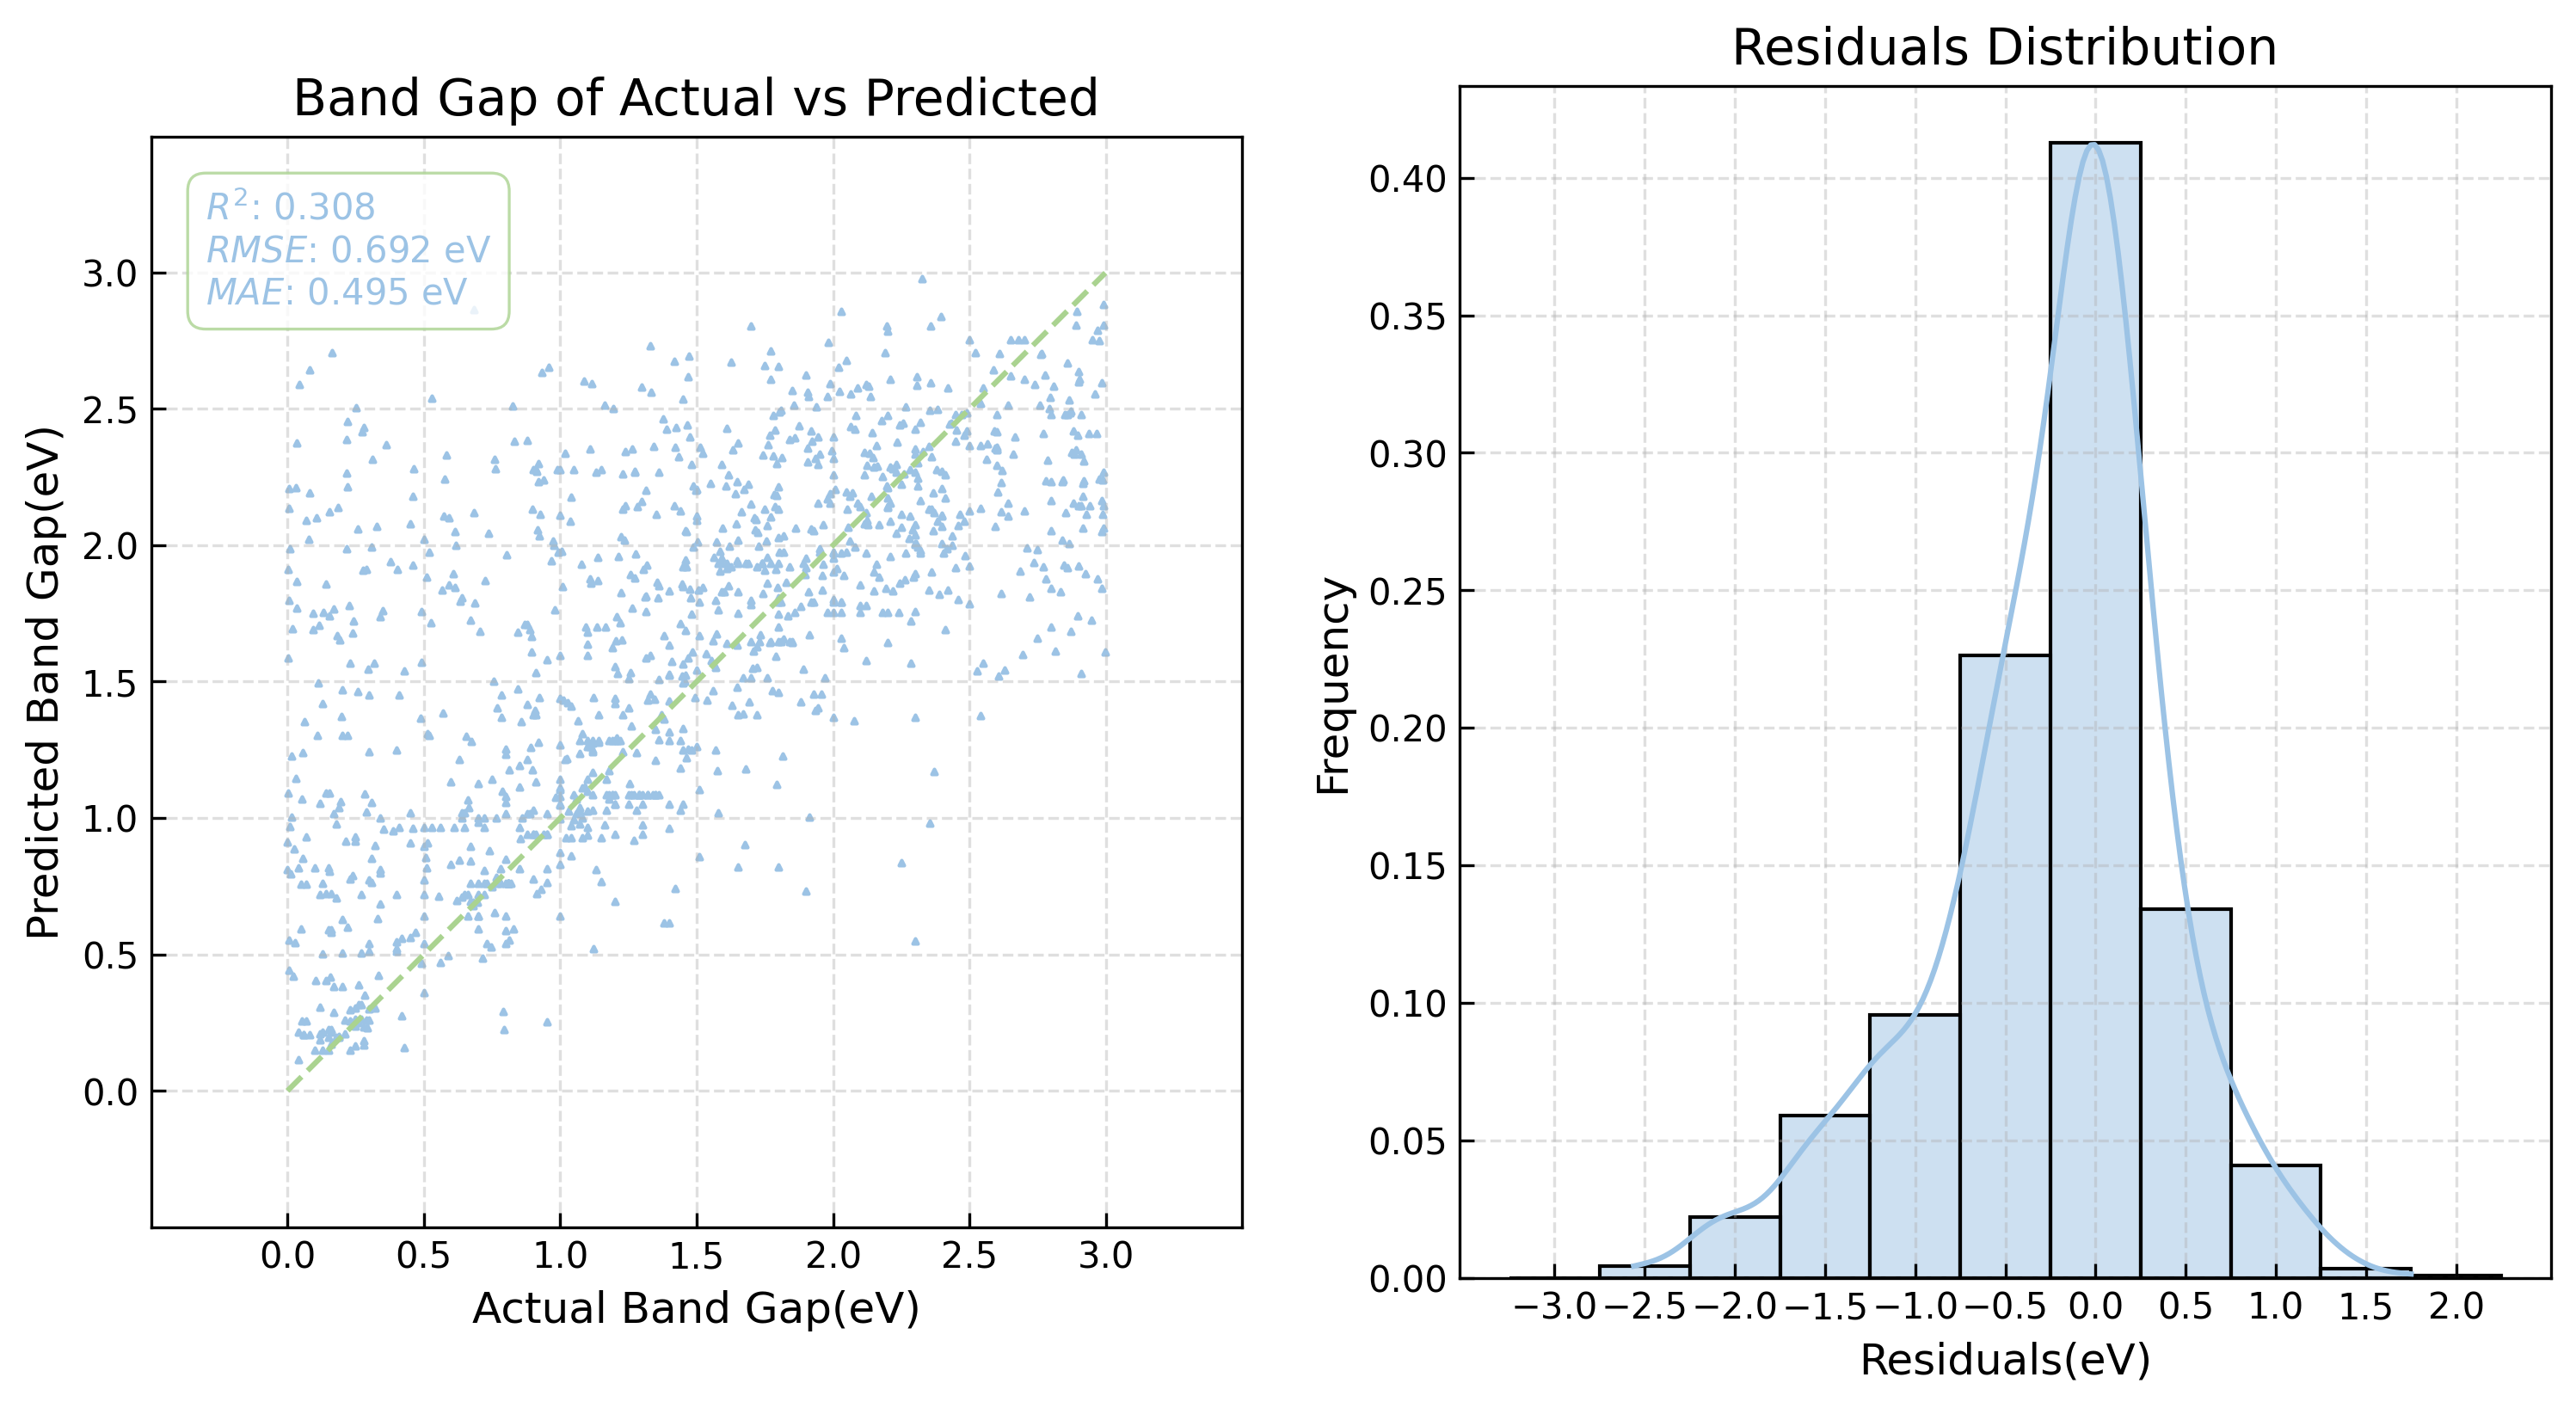 Band Gap of Actual vs Predicted
R²: 0.308
RMSE: 0.692 eV
MAE: 0.495 eV
Predicted Band Gap(eV)
3.0
2.5
2.0
1.5
1.0
0.5
0.0
0.0 0.5 1.0 1.5 2.0 2.5 3.0
Actual Band Gap(eV)
Residuals Distribution
Frequency
0.40
0.35
0.30
0.25
0.20
0.15
0.10
0.05
0.00
−3.0 −2.5 −2.0 −1.5 −1.0 −0.5 0.0 0.5 1.0 1.5 2.0
Residuals(eV)